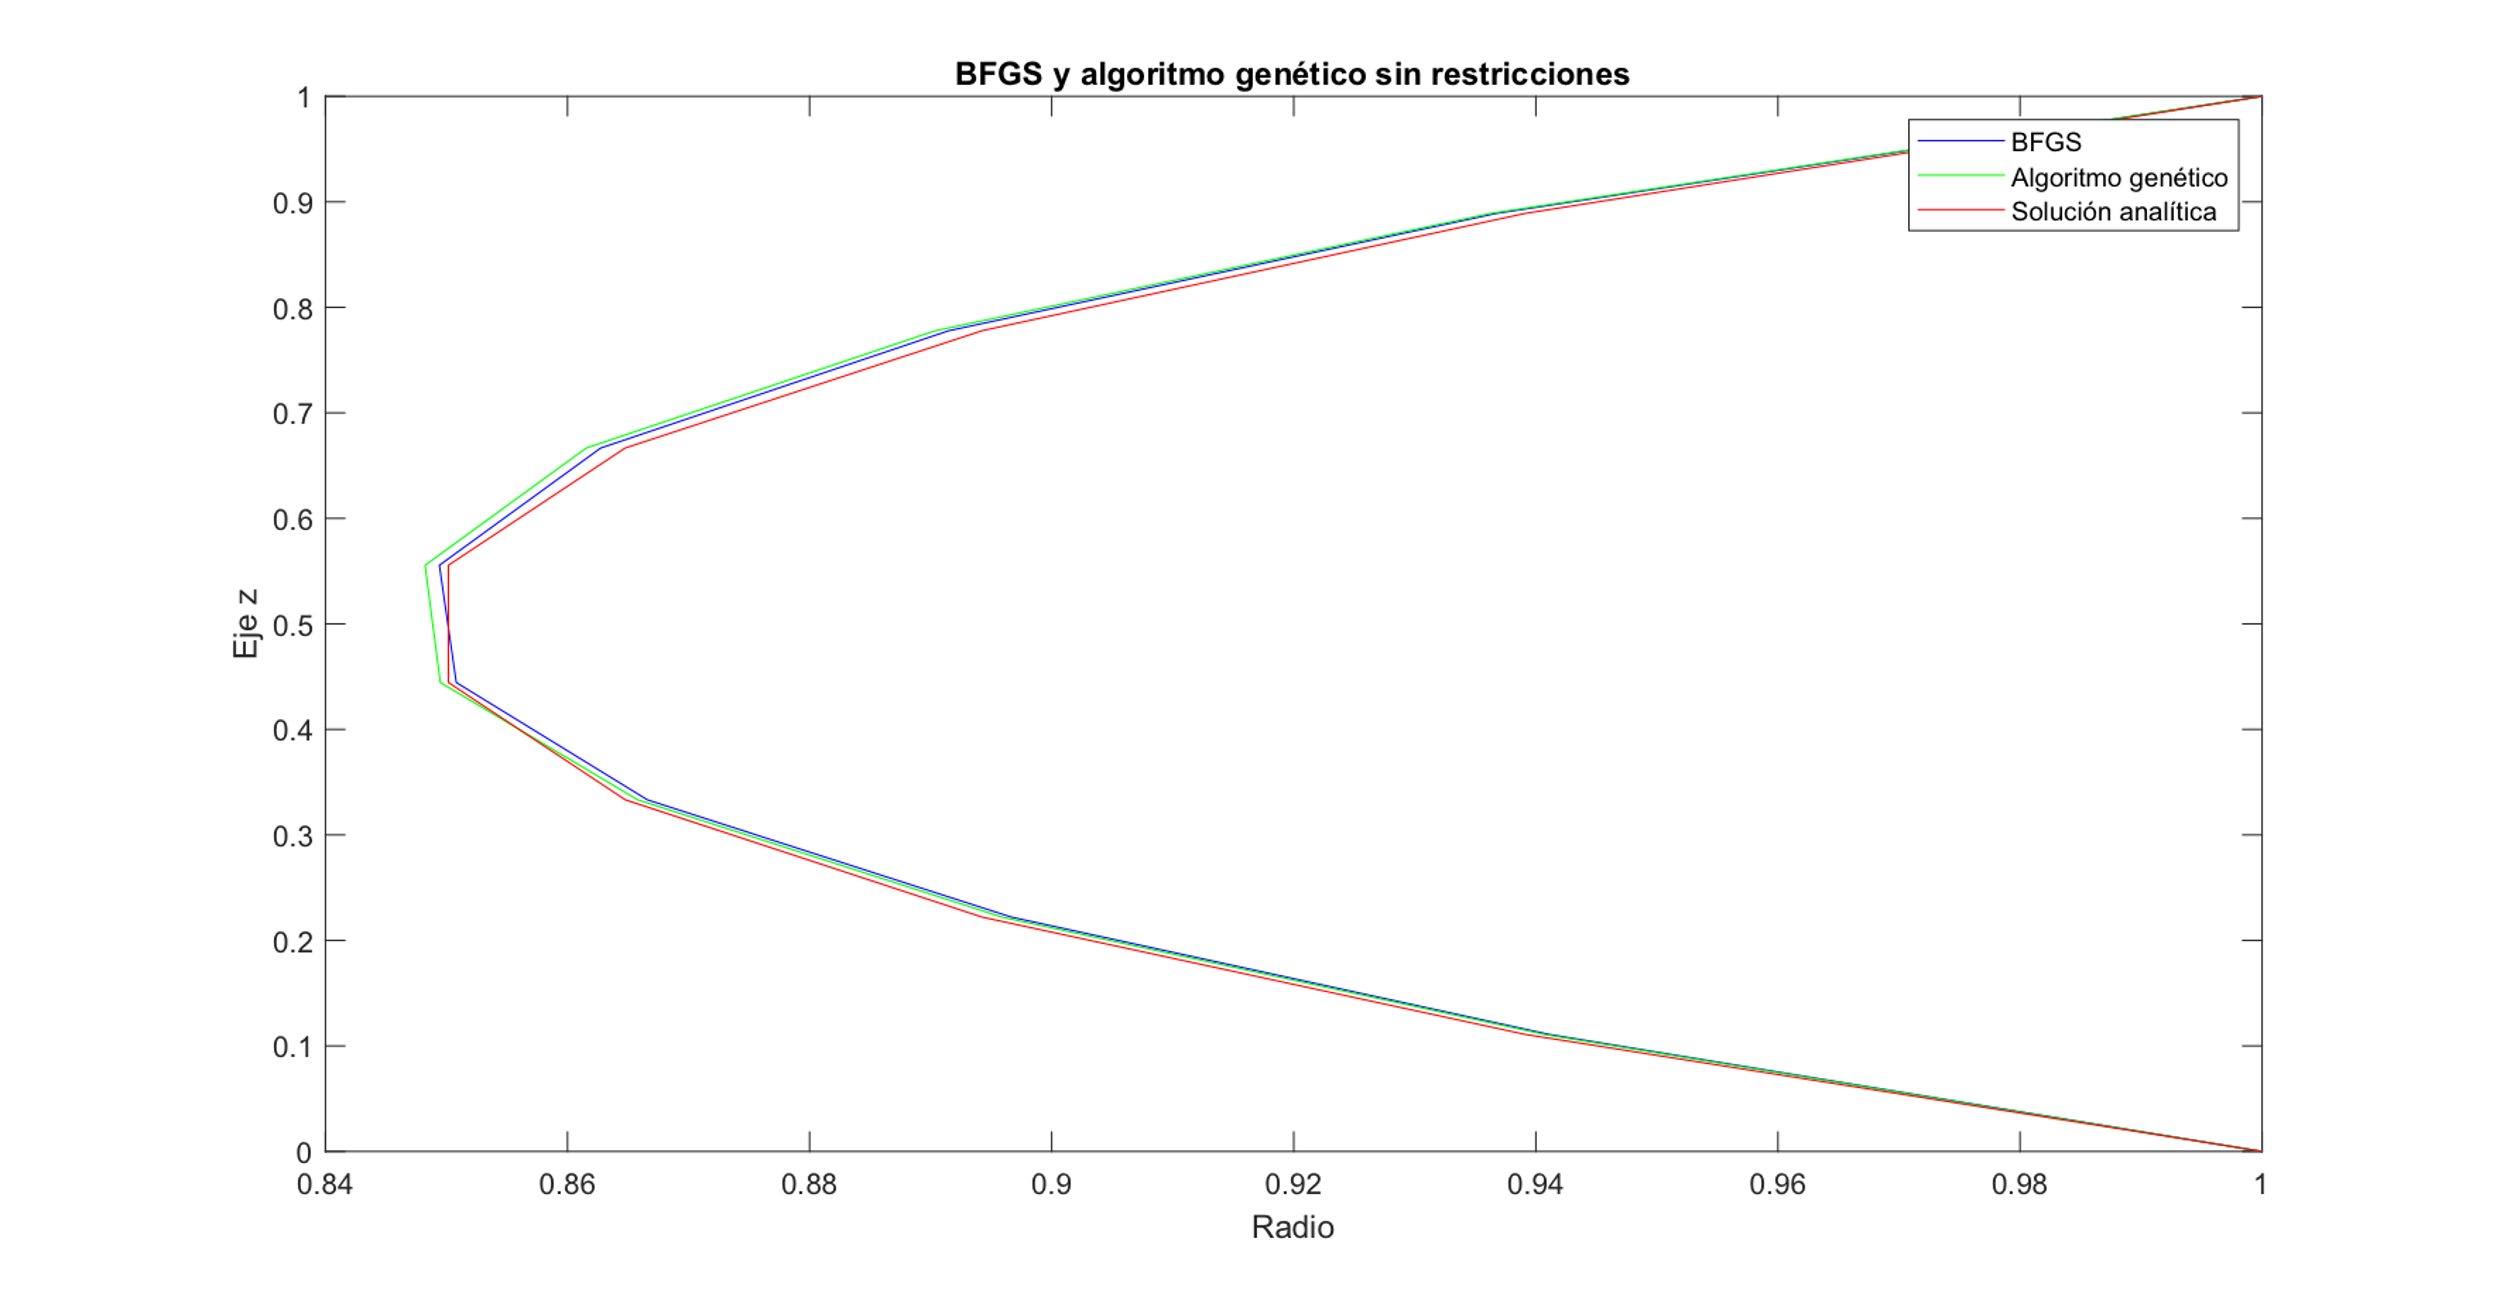 BFGS y algoritmo genético sin restricciones
1
0.9
0.8
0.7
0.6
0.5
0.4
0.3
0.2
0.1
0
Eje z
BFGS
Algoritmo genético
Solución analítica
0.84 0.86 0.88 0.9 0.92 0.94 0.96 0.98 1
Radio